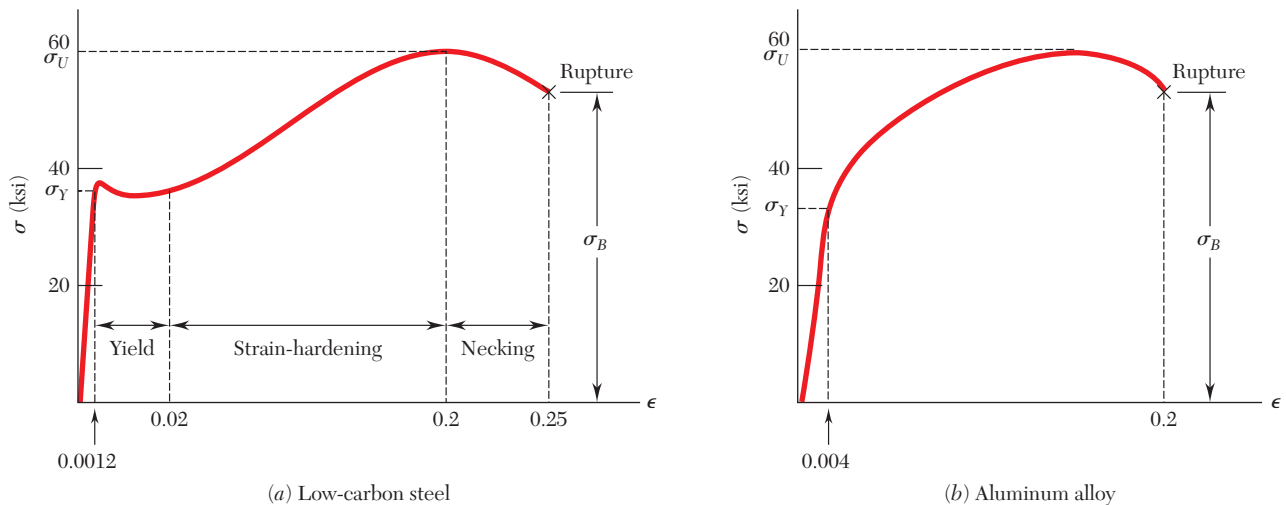 60
σU
Rupture
40
σY
σ (ksi)
σB
20
Yield
Strain-hardening
Necking
0.02
0.2
0.25
ϵ
0.0012
(a) Low-carbon steel
60
σU
Rupture
40
σY
σ (ksi)
σB
20
0.2
ϵ
0.004
(b) Aluminum alloy